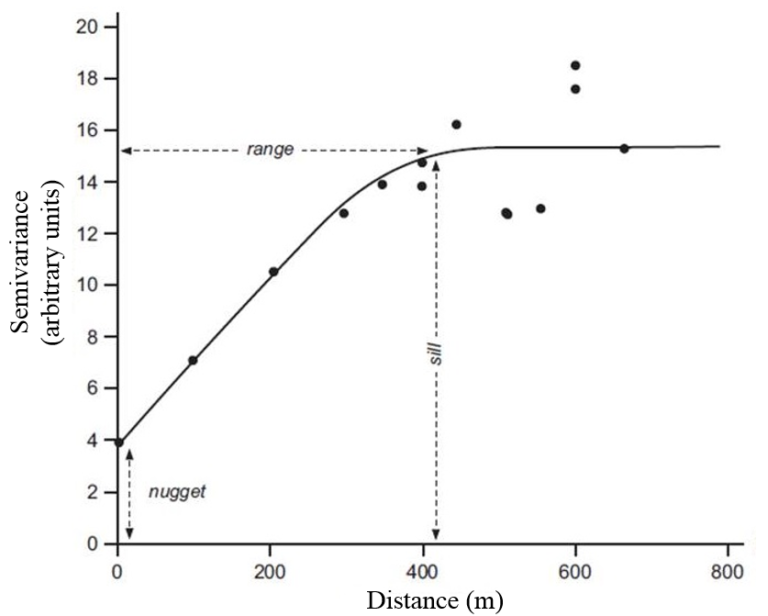 20
18
16
14
12
10
8
6
4
2
0
Semivariance
(arbitrary units)
range
sill
nugget
0 200 400 600 800
Distance (m)